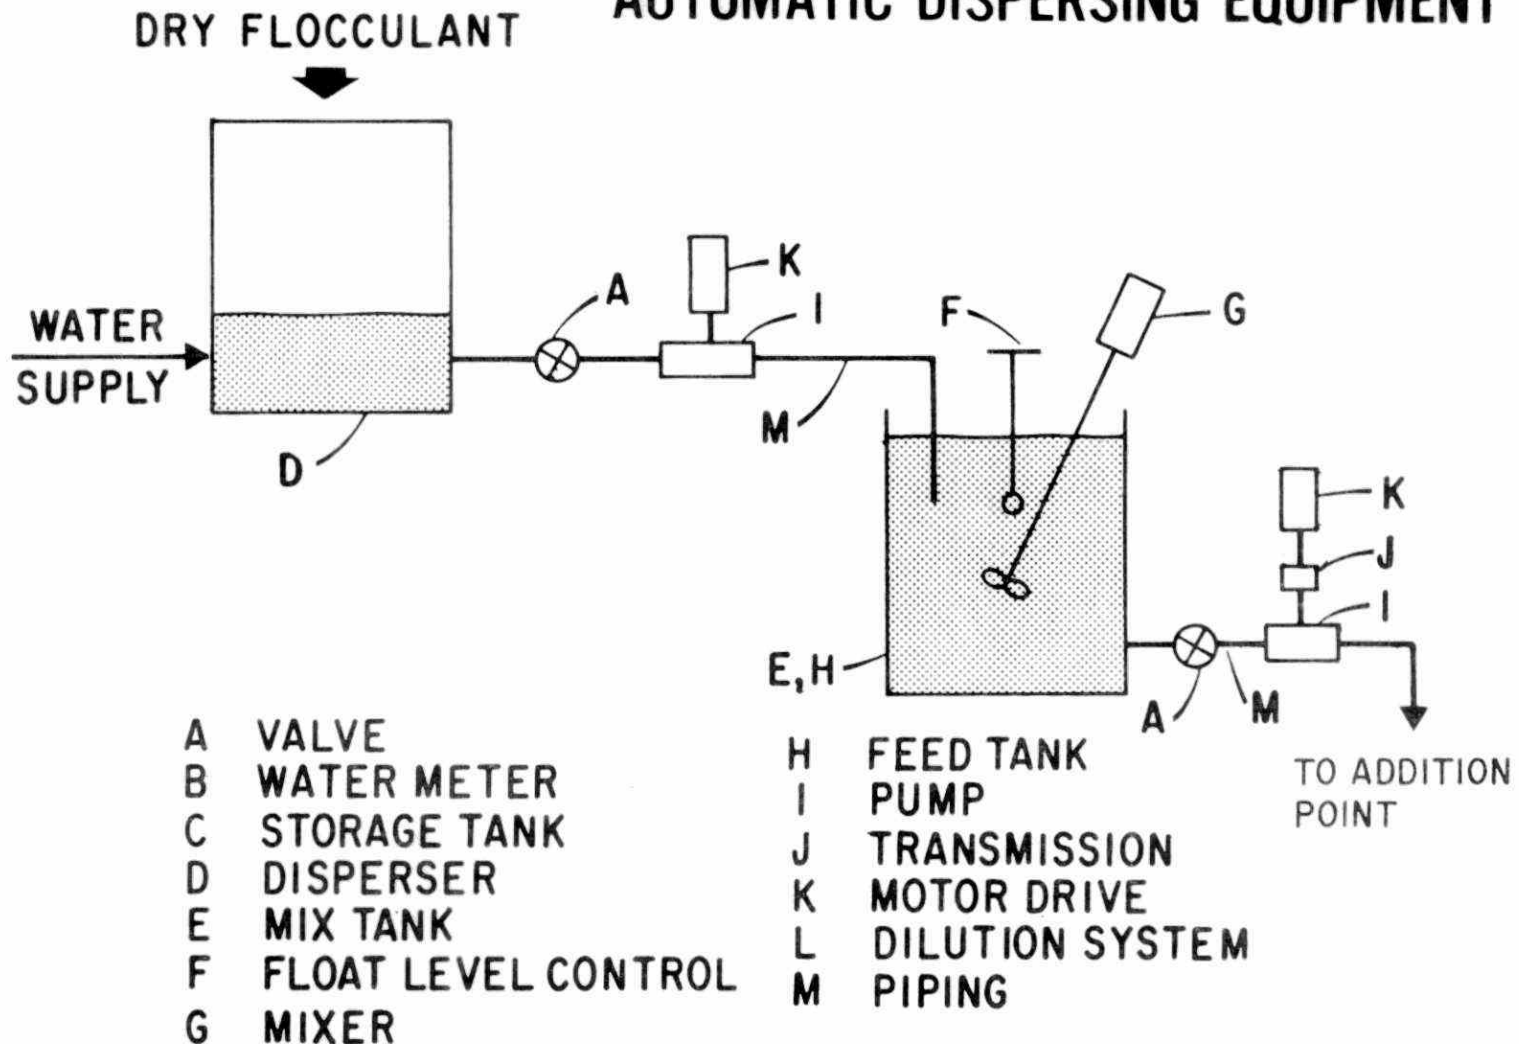 AUTOMATIC DISPERSING EQUIPMENT
DRY FLOCCULANT
WATER
SUPPLY
D
A
K
I
M
F
G
E,H
K
J
I
A
M
TO ADDITION
POINT
A VALVE
B WATER METER
C STORAGE TANK
D DISPERSER
E MIX TANK
F FLOAT LEVEL CONTROL
G MIXER
H FEED TANK
I PUMP
J TRANSMISSION
K MOTOR DRIVE
L DILUTION SYSTEM
M PIPING